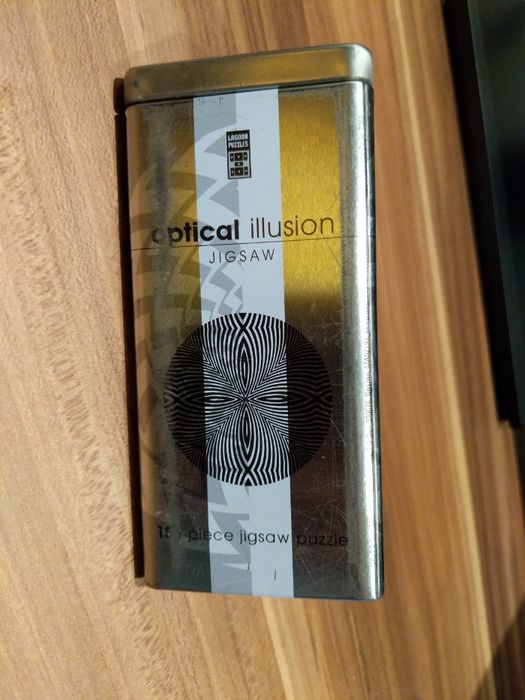 LAGOON
PUZZLES
optical illusion
JIGSAW
piece jigsaw puzzle